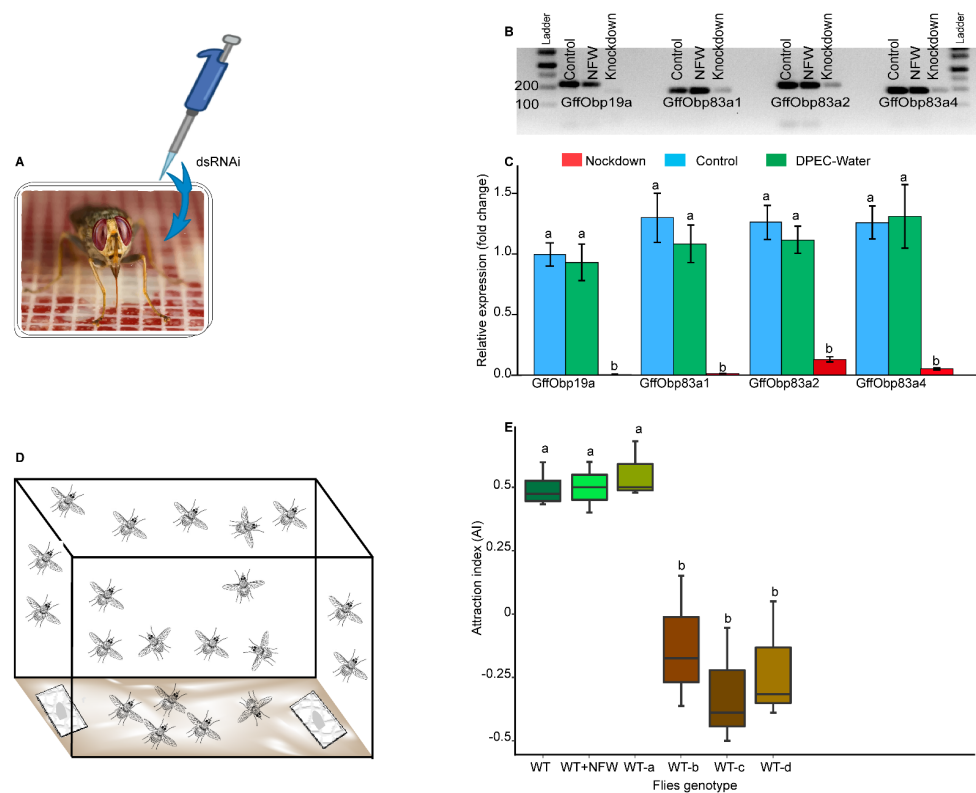 A
dsRNAi
B
Ladder
Control
NFW
Knockdown
Control
NFW
Knockdown
Control
NFW
Knockdown
Control
NFW
Knockdown
Ladder
200
100
GffObp19a
GffObp83a1
GffObp83a2
GffObp83a4
C
Nockdown
Control
DPEC-Water
Relative expression (fold change)
1.5
1.0
0.5
0.0
a
a
b
a
a
b
a
a
b
a
a
b
GffObp19a
GffObp83a1
GffObp83a2
GffObp83a4
D
E
Attraction index (AI)
0.5
0.25
0
-0.25
-0.5
a
a
a
b
b
b
WT
WT+NFW
WT-a
WT-b
WT-c
WT-d
Flies genotype